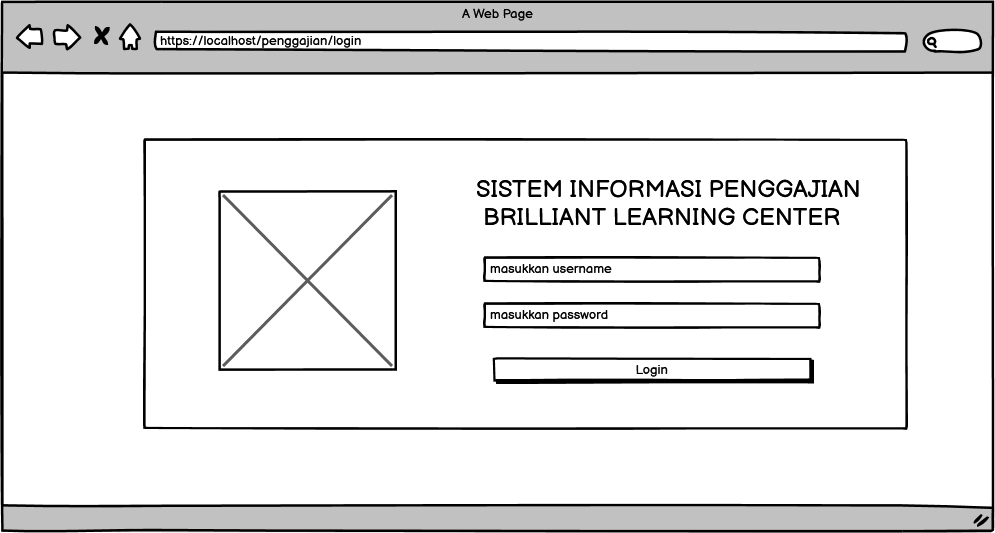 A Web Page
https://localhost/penggajian/login
SISTEM INFORMASI PENGGAJIAN
BRILLIANT LEARNING CENTER
masukkan username
masukkan password
Login